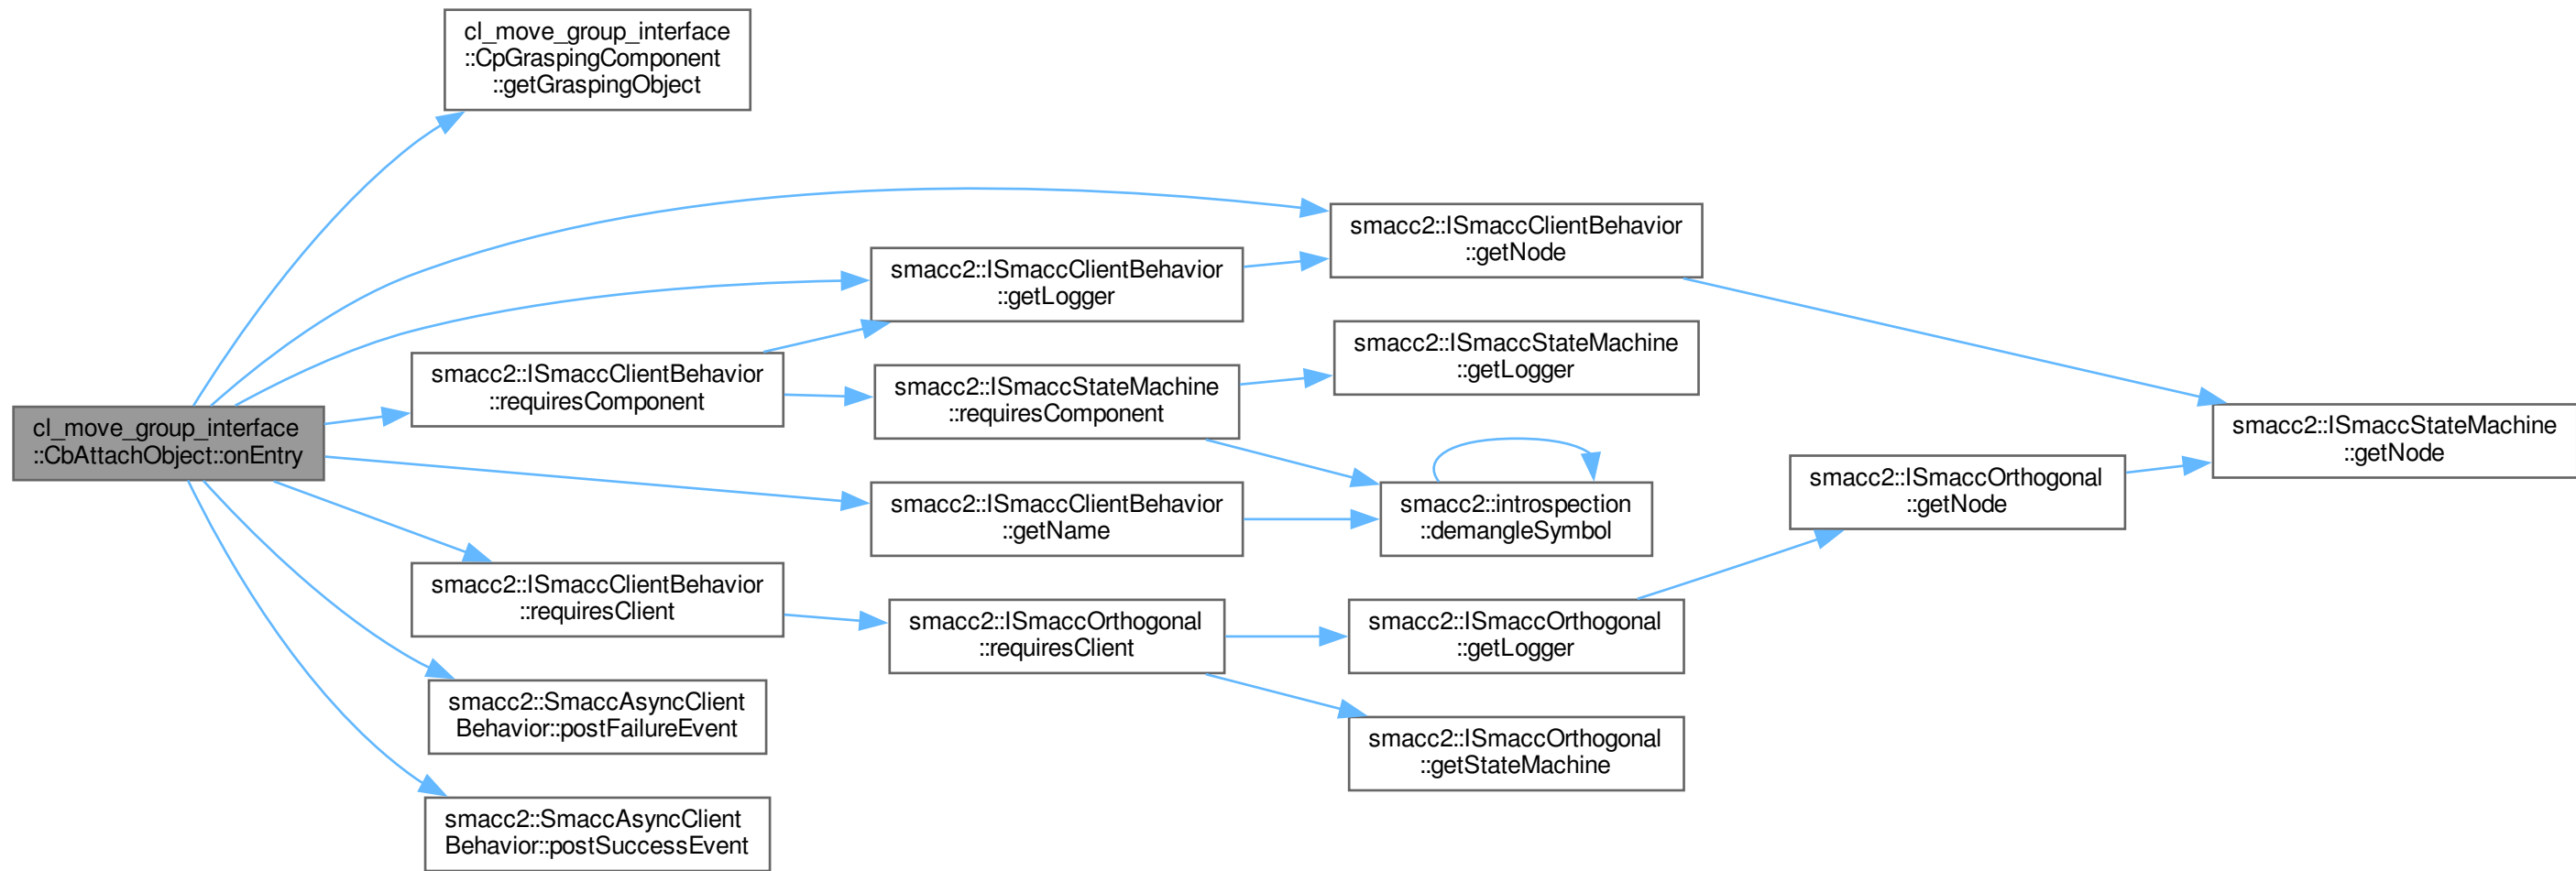 cl_move_group_interface
::CpGraspingComponent
::getGraspingObject
smacc2::ISmaccClientBehavior
::getNode
smacc2::ISmaccClientBehavior
::getLogger
smacc2::ISmaccStateMachine
::getLogger
smacc2::ISmaccClientBehavior
::requiresComponent
smacc2::ISmaccStateMachine
::requiresComponent
cl_move_group_interface
::CbAttachObject::onEntry
smacc2::ISmaccStateMachine
::getNode
smacc2::ISmaccOrthogonal
::getNode
smacc2::ISmaccClientBehavior
::getName
smacc2::introspection
::demangleSymbol
smacc2::ISmaccClientBehavior
::requiresClient
smacc2::ISmaccOrthogonal
::requiresClient
smacc2::ISmaccOrthogonal
::getLogger
smacc2::SmaccAsyncClient
Behavior::postFailureEvent
smacc2::ISmaccOrthogonal
::getStateMachine
smacc2::SmaccAsyncClient
Behavior::postSuccessEvent